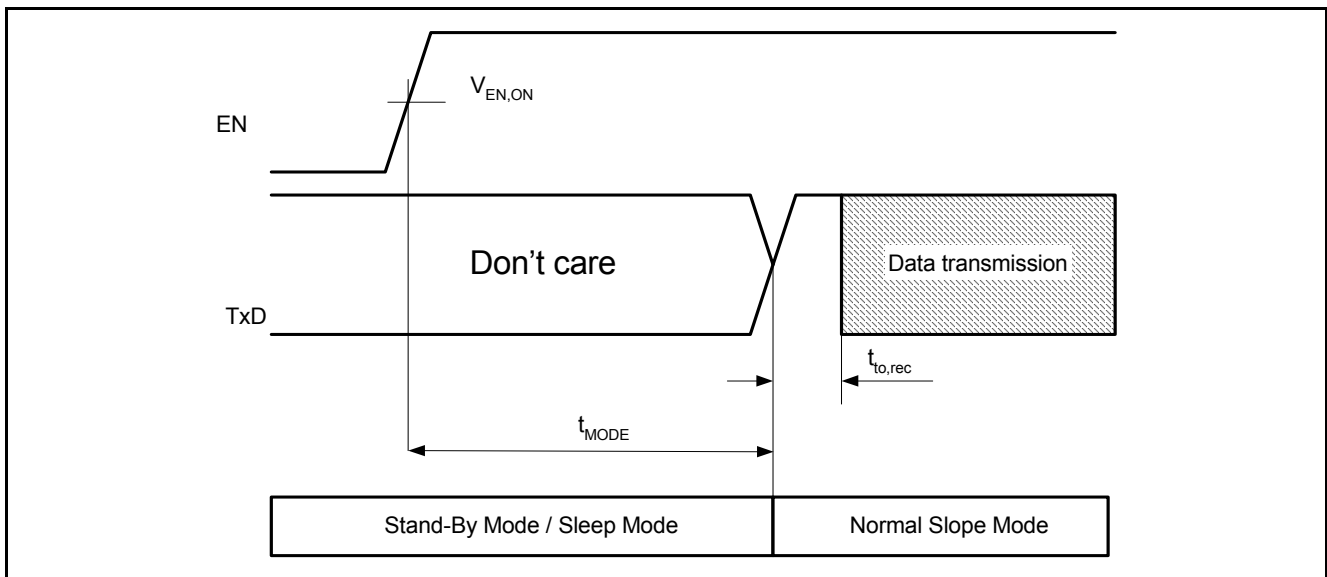 V_EN,ON
EN
Don't care
Data transmission
TxD
t_to,rec
t_MODE
Stand-By Mode / Sleep Mode
Normal Slope Mode